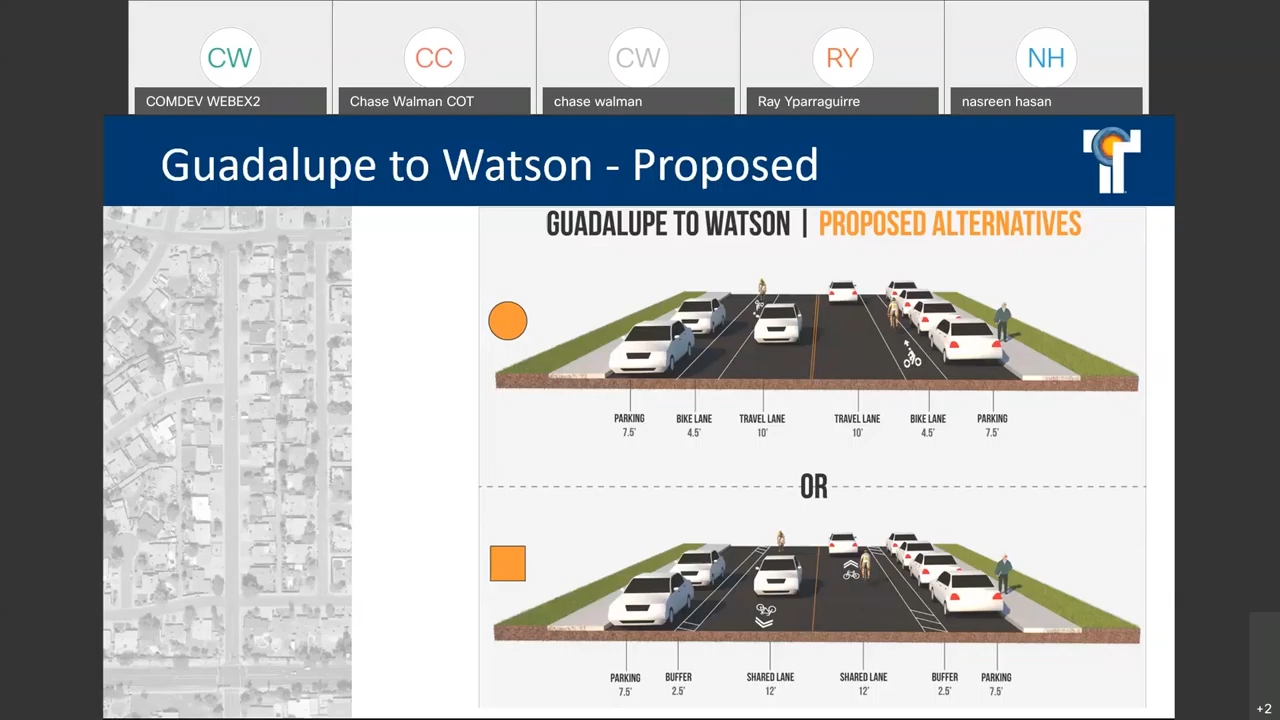 CW
CC
CW
RY
NH
COMDEV WEBEX2
Chase Walman COT
chase walman
Ray Yparraguirre
nasreen hasan
Guadalupe to Watson - Proposed
GUADALUPE TO WATSON | PROPOSED ALTERNATIVES
PARKING BIKE LANE TRAVEL LANE TRAVEL LANE BIKE LANE PARKING
7.5' 4.5' 10' 10' 4.5' 7.5'
OR
PARKING BUFFER SHARED LANE SHARED LANE BUFFER PARKING
7.5' 2.5' 12' 12' 2.5' 7.5'
+2